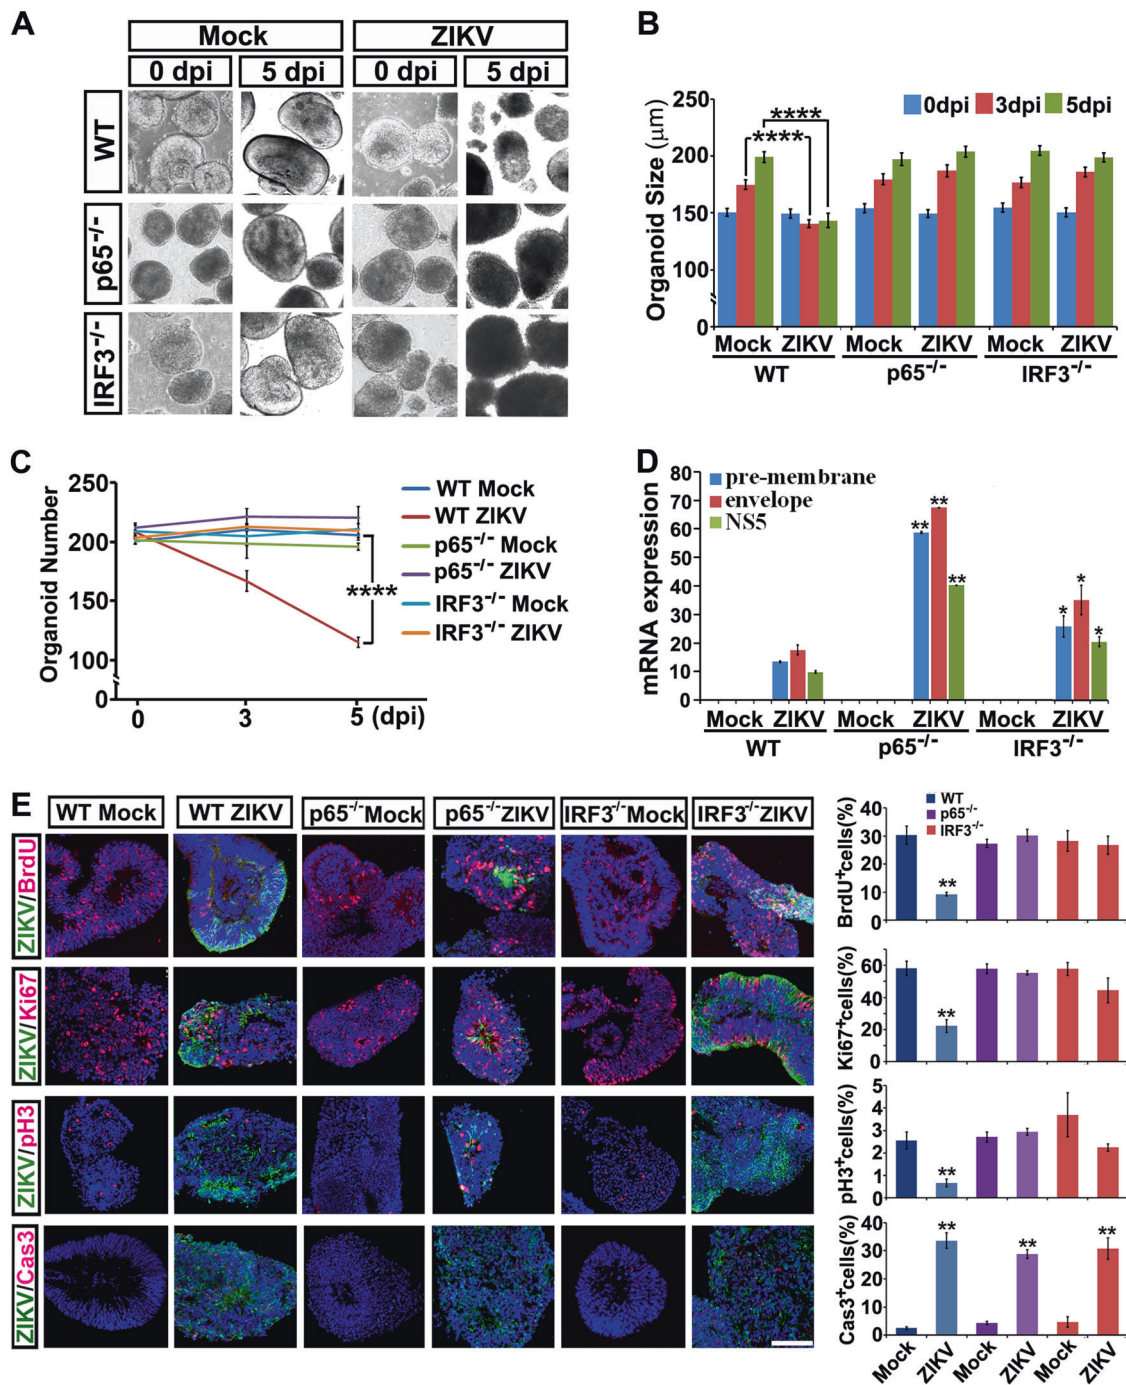 A
Mock
ZIKV
0 dpi
5 dpi
0 dpi
5 dpi
WT
p65-/-
IRF3-/-
B
0dpi
3dpi
5dpi
****
****
Organoid Size (μm)
250
200
150
100
0
Mock
ZIKV
Mock
ZIKV
Mock
ZIKV
WT
p65-/-
IRF3-/-
C
Organoid Number
250
200
150
100
0
0
3
5 (dpi)
WT Mock
WT ZIKV
p65-/- Mock
p65-/- ZIKV
****
IRF3-/- Mock
IRF3-/- ZIKV
D
mRNA expression
80
70
60
50
40
30
20
10
0
pre-membrane
envelope
NS5
**
**
**
*
*
*
Mock
ZIKV
Mock
ZIKV
Mock
ZIKV
WT
p65-/-
IRF3-/-
E
WT Mock
WT ZIKV
p65-/-Mock
p65-/-ZIKV
IRF3-/-Mock
IRF3-/-ZIKV
ZIKV/BrdU
ZIKV/Ki67
ZIKV/pH3
ZIKV/Cas3
WT
p65-/-
IRF3-/-
BrdU+cells(%)
40
30
20
10
0
**
Ki67+cells(%)
60
40
20
0
**
pH3+cells(%)
5
4
3
2
1
0
**
Cas3+cells(%)
40
30
20
10
0
**
**
**
Mock
ZIKV
Mock
ZIKV
Mock
ZIKV